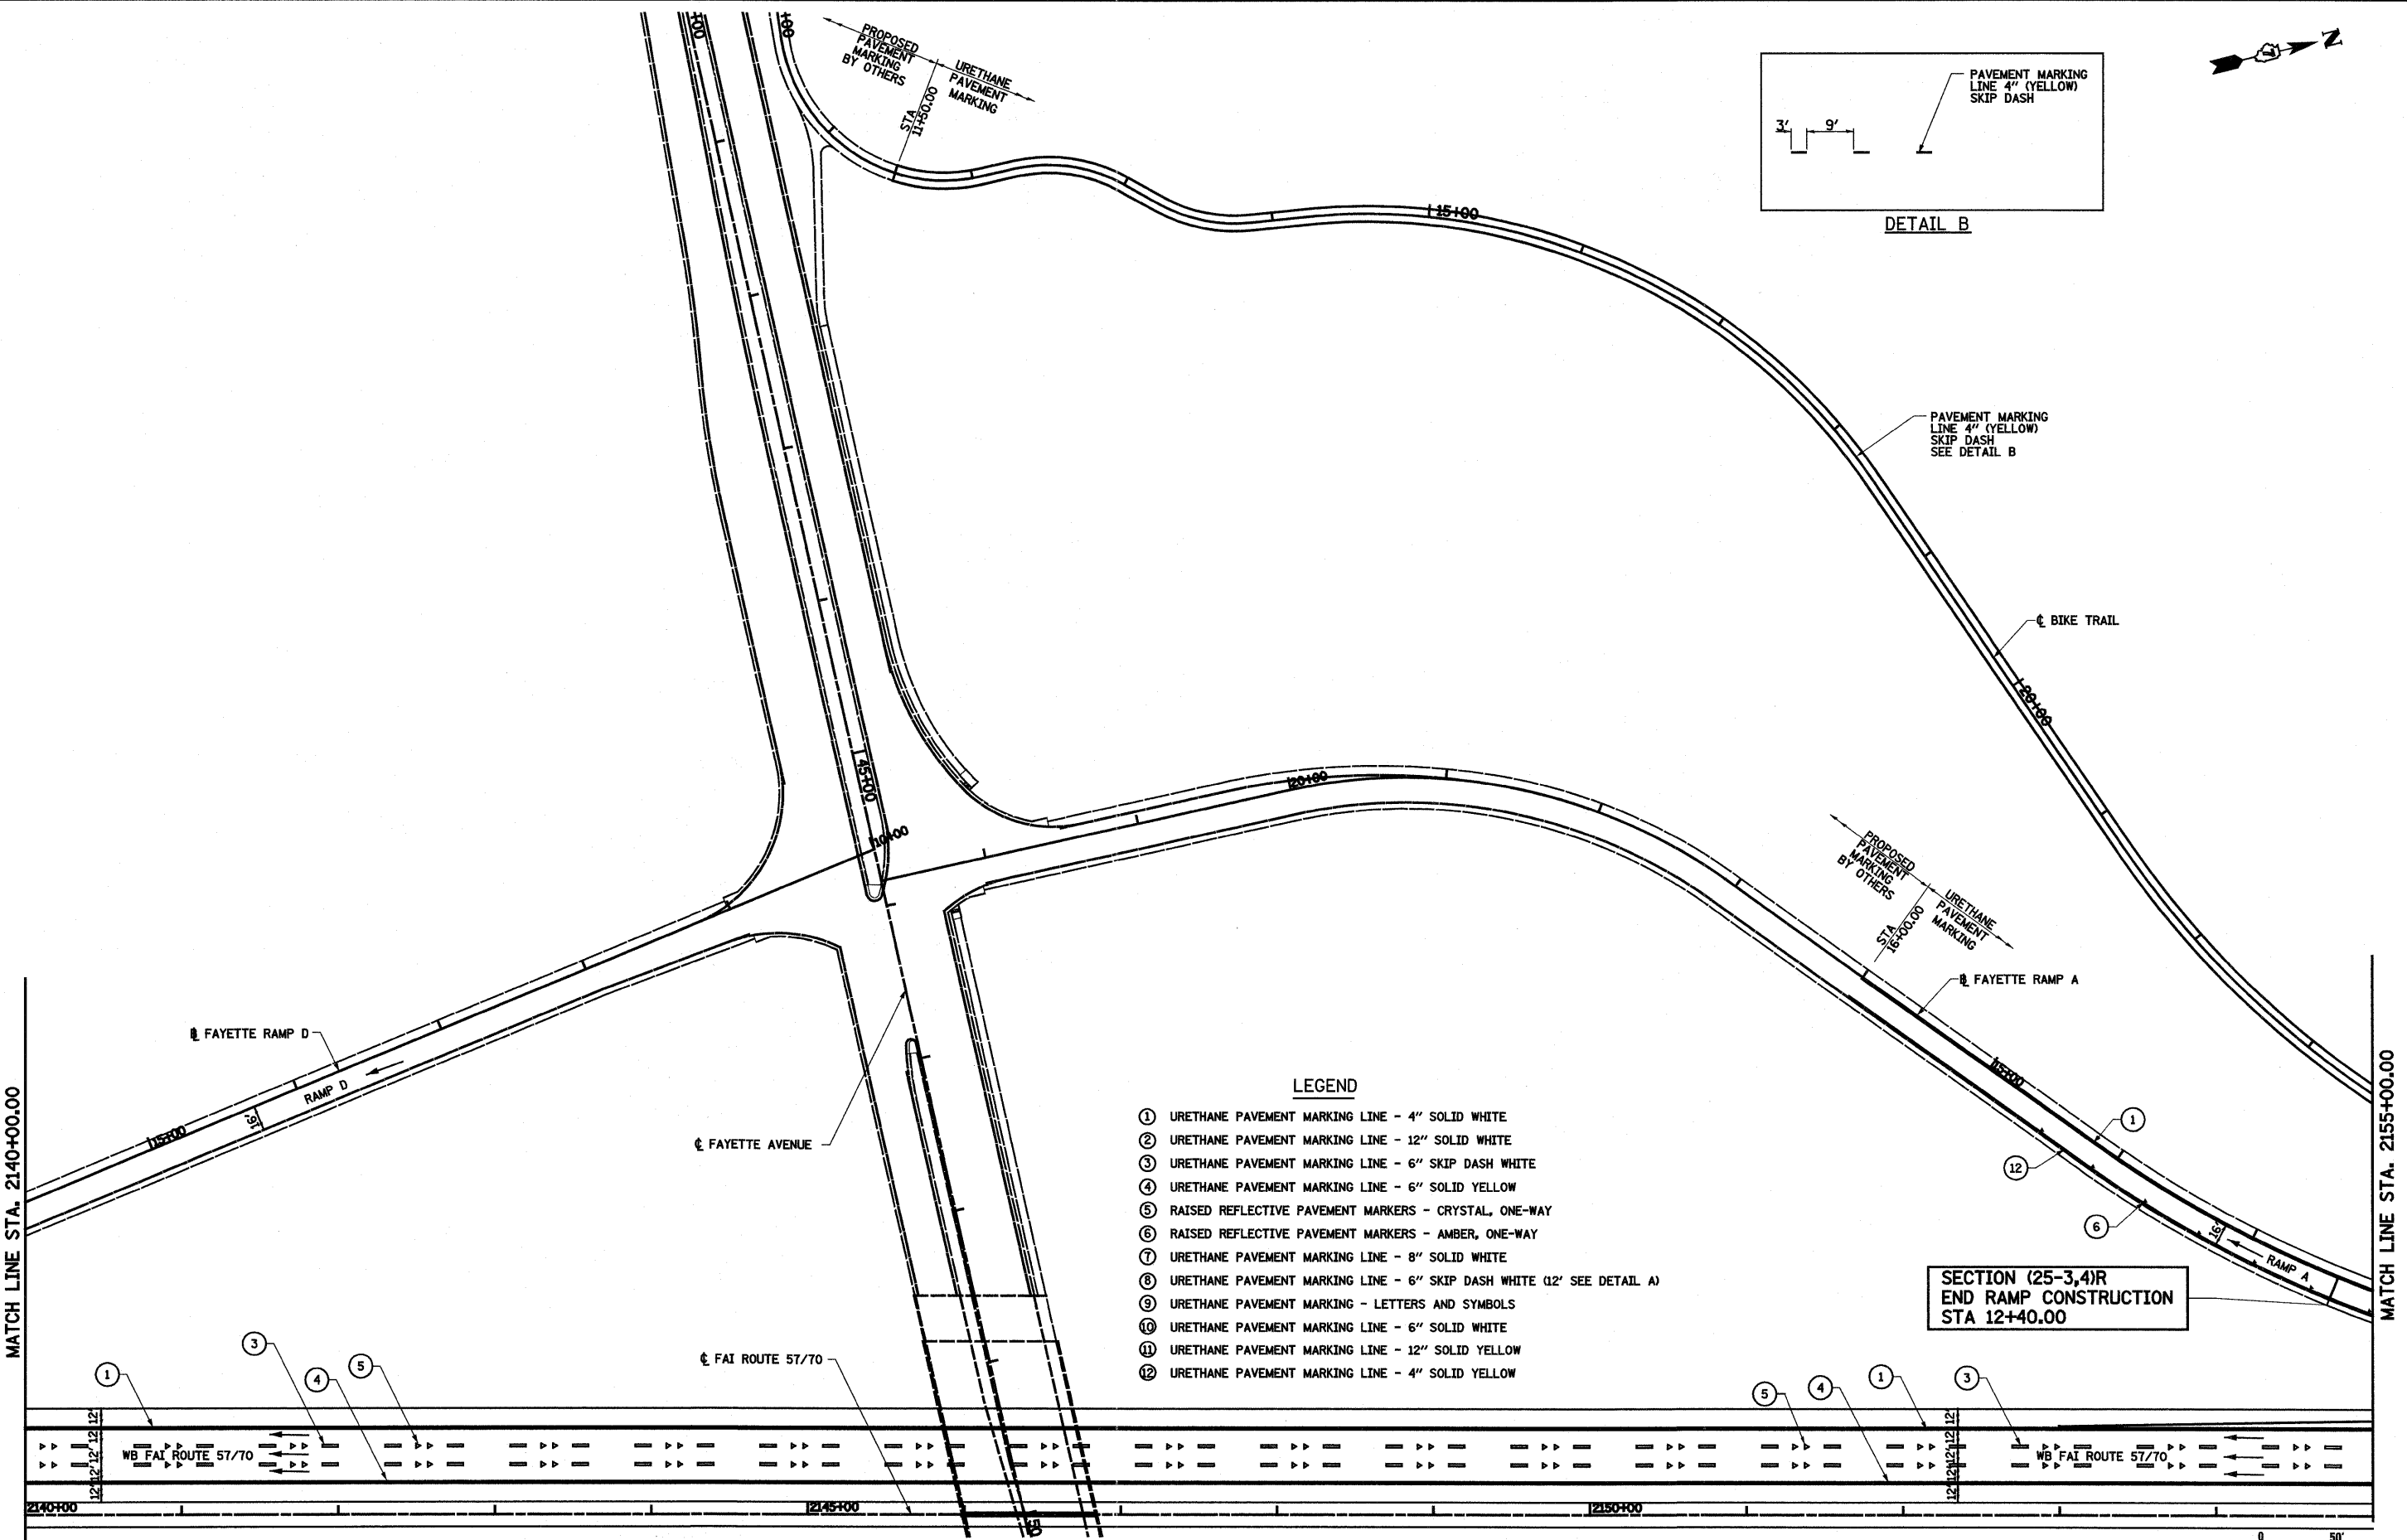 +00
+00
PROPOSED
PAVEMENT
MARKING
BY OTHERS
URETHANE
PAVEMENT
MARKING
STA
11+50.00
N
PAVEMENT MARKING
LINE 4" (YELLOW)
SKIP DASH
3'
9'
DETAIL B
15+00
PAVEMENT MARKING
LINE 4" (YELLOW)
SKIP DASH
SEE DETAIL B
℄ BIKE TRAIL
20+00
45+00
10+00
20+00
PROPOSED
PAVEMENT
MARKING
BY OTHERS
URETHANE
PAVEMENT
MARKING
STA
16+00.00
FAYETTE RAMP A
FAYETTE RAMP D
RAMP D
16'
15+00
℄ FAYETTE AVENUE
15+00
1
12
6
16'
RAMP A
MATCH LINE STA. 2140+00.00
MATCH LINE STA. 2155+00.00
LEGEND
1 URETHANE PAVEMENT MARKING LINE - 4" SOLID WHITE
2 URETHANE PAVEMENT MARKING LINE - 12" SOLID WHITE
3 URETHANE PAVEMENT MARKING LINE - 6" SKIP DASH WHITE
4 URETHANE PAVEMENT MARKING LINE - 6" SOLID YELLOW
5 RAISED REFLECTIVE PAVEMENT MARKERS - CRYSTAL, ONE-WAY
6 RAISED REFLECTIVE PAVEMENT MARKERS - AMBER, ONE-WAY
7 URETHANE PAVEMENT MARKING LINE - 8" SOLID WHITE
8 URETHANE PAVEMENT MARKING LINE - 6" SKIP DASH WHITE (12' SEE DETAIL A)
9 URETHANE PAVEMENT MARKING - LETTERS AND SYMBOLS
10 URETHANE PAVEMENT MARKING LINE - 6" SOLID WHITE
11 URETHANE PAVEMENT MARKING LINE - 12" SOLID YELLOW
12 URETHANE PAVEMENT MARKING LINE - 4" SOLID YELLOW
SECTION (25-3,4)R
END RAMP CONSTRUCTION
STA 12+40.00
℄ FAI ROUTE 57/70
1
3
4
5
5
4
1
3
12' 12' 12' 12' 12'
WB FAI ROUTE 57/70
12' 12' 12' 12' 12'
WB FAI ROUTE 57/70
2140+00
2145+00
2150+00
50
0
50'